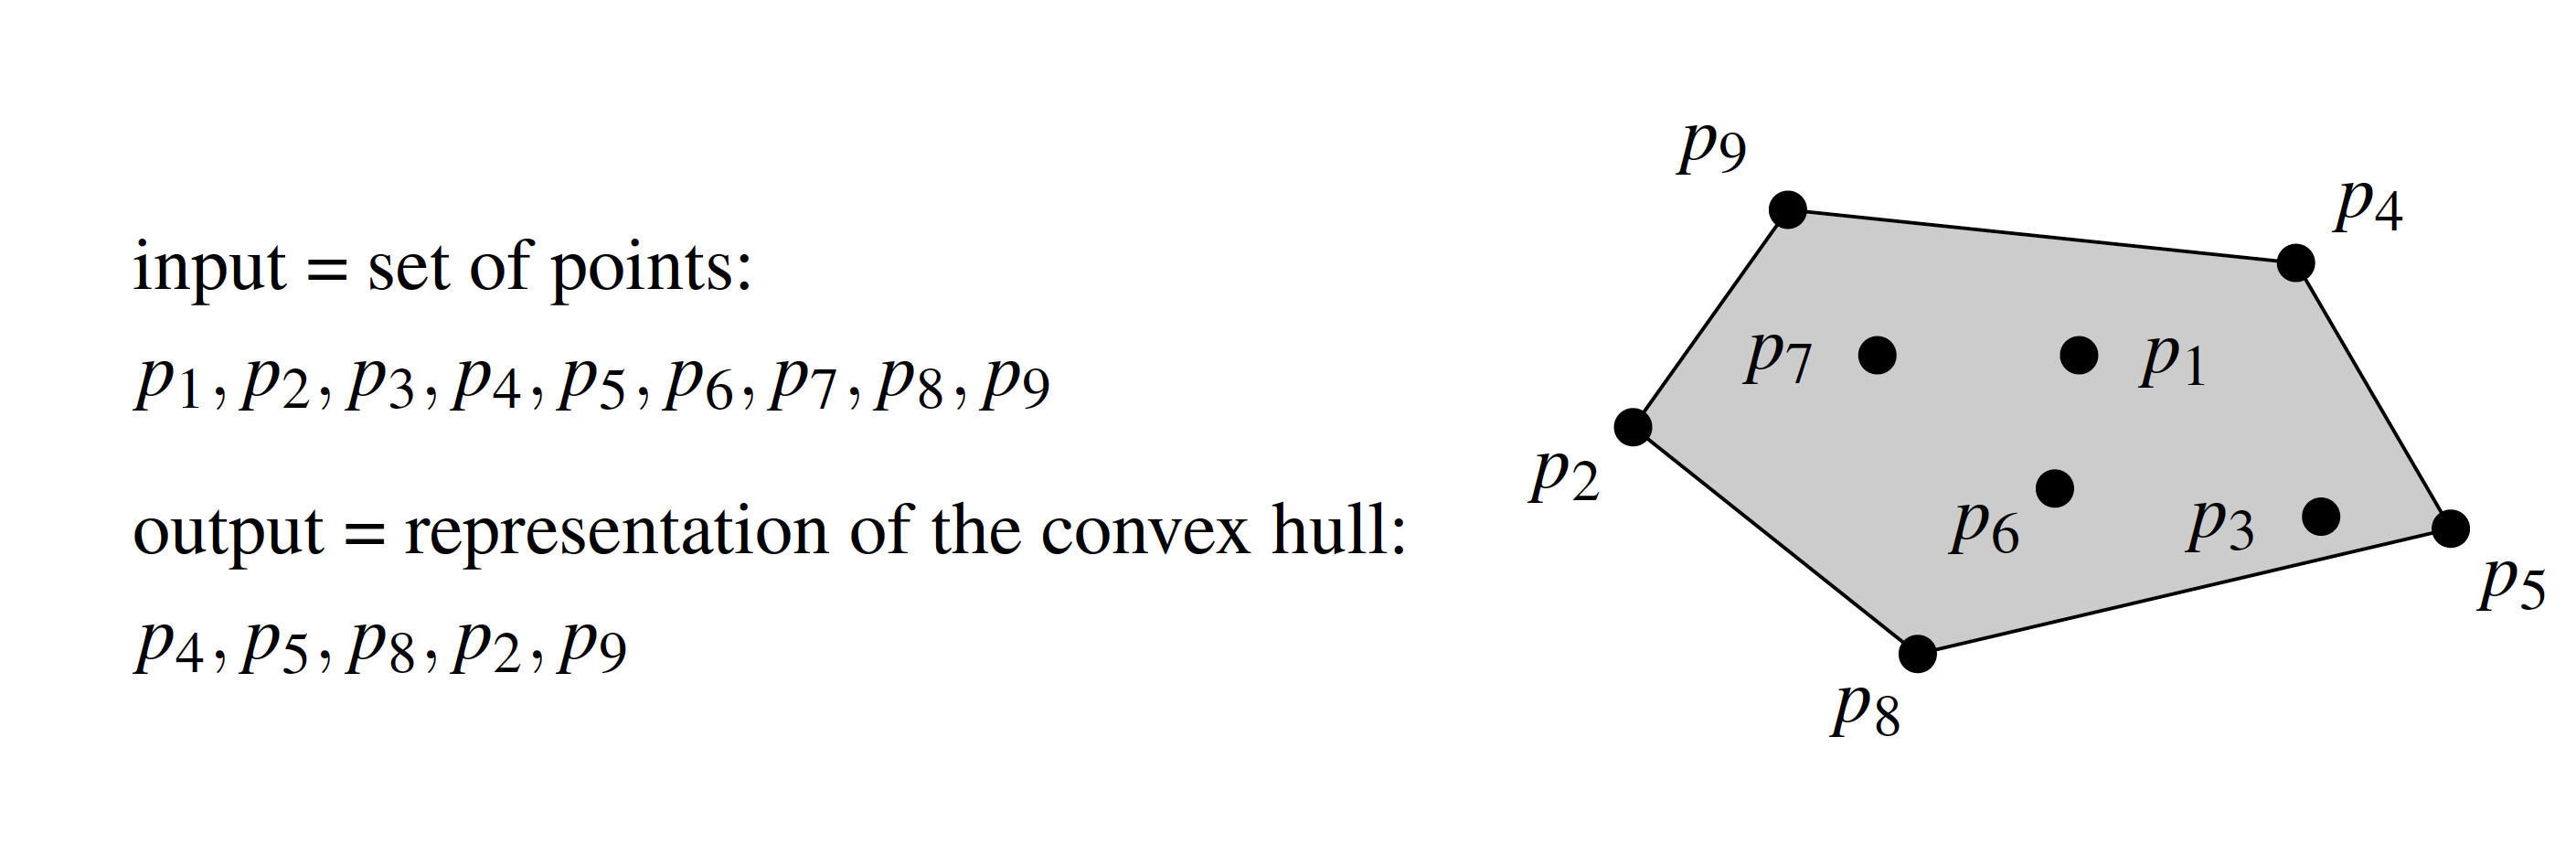 input = set of points:
p₁, p₂, p₃, p₄, p₅, p₆, p₇, p₈, p₉
output = representation of the convex hull:
p₄, p₅, p₈, p₂, p₉
p₉
p₄
p₇
p₁
p₂
p₆
p₃
p₅
p₈